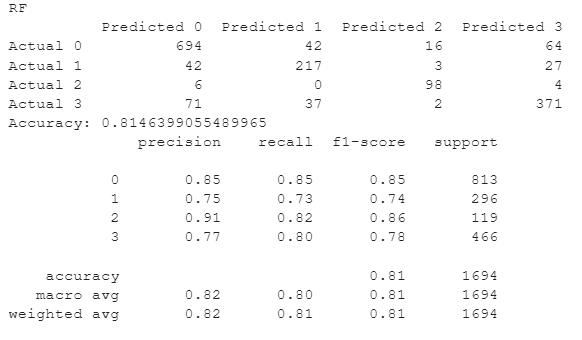 RF
Predicted 0 Predicted 1 Predicted 2 Predicted 3
Actual 0 694 42 16 64
Actual 1 42 217 3 27
Actual 2 6 0 98 4
Actual 3 71 37 2 371
Accuracy: 0.8146399055489965
precision recall f1-score support
0 0.85 0.85 0.85 813
1 0.75 0.73 0.74 296
2 0.91 0.82 0.86 119
3 0.77 0.80 0.78 466
accuracy 0.81 1694
macro avg 0.82 0.80 0.81 1694
weighted avg 0.82 0.81 0.81 1694